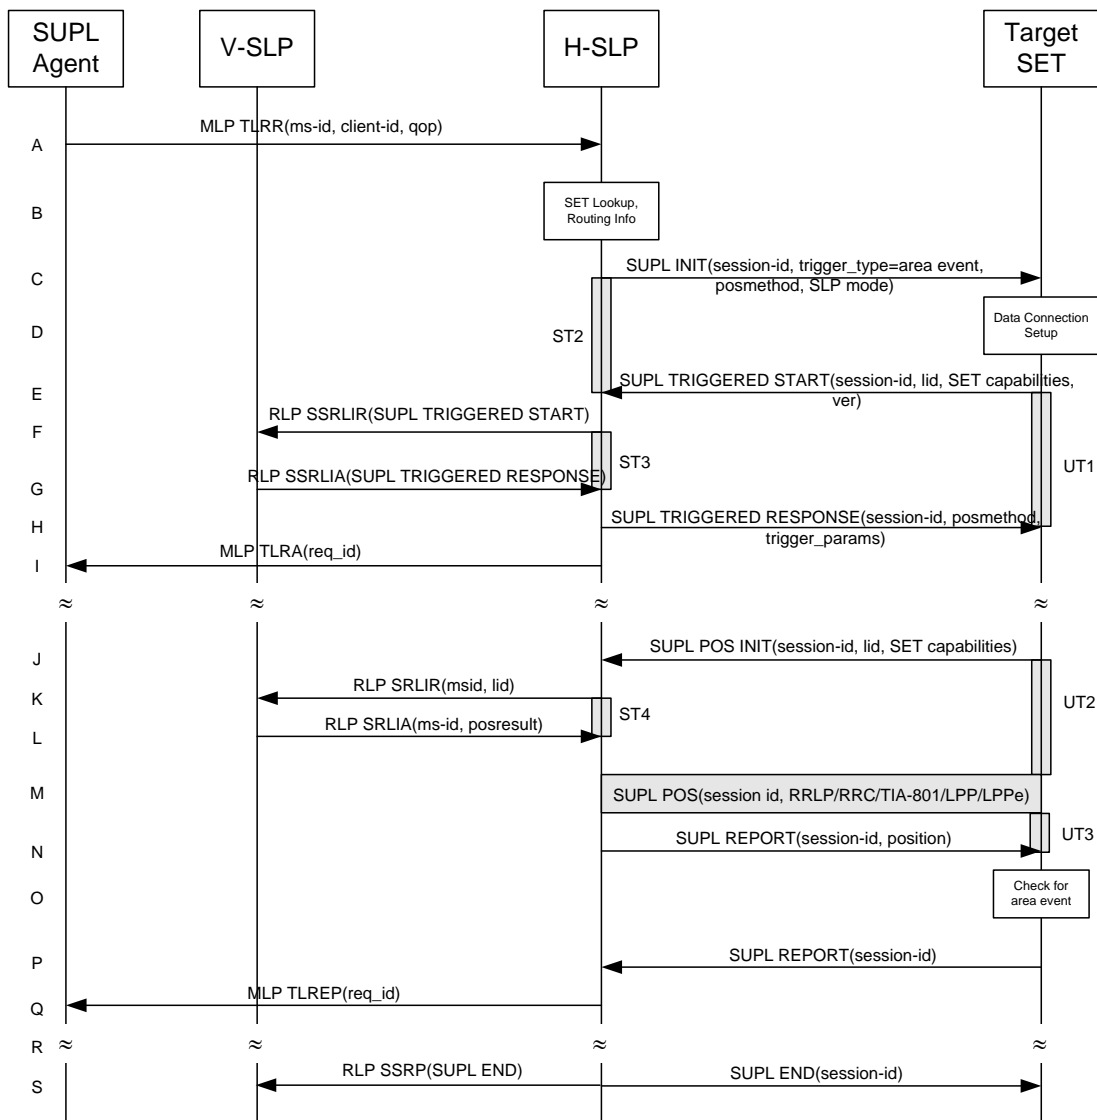 SUPL
Agent
V-SLP
H-SLP
Target
SET
MLP TLRR(ms-id, client-id, qop)
A
B
SET Lookup,
Routing Info
C
SUPL INIT(session-id, trigger_type=area event,
posmethod, SLP mode)
D
ST2
Data Connection
Setup
E
SUPL TRIGGERED START(session-id, lid, SET capabilities,
ver)
RLP SSRLIR(SUPL TRIGGERED START)
F
ST3
UT1
RLP SSRLIA(SUPL TRIGGERED RESPONSE)
G
H
SUPL TRIGGERED RESPONSE(session-id, posmethod,
trigger_params)
MLP TLRA(req_id)
I
≈ ≈ ≈ ≈
J
SUPL POS INIT(session-id, lid, SET capabilities)
K
RLP SRLIR(msid, lid)
ST4
UT2
L
RLP SRLIA(ms-id, posresult)
M
SUPL POS(session id, RRLP/RRC/TIA-801/LPP/LPPe)
UT3
N
SUPL REPORT(session-id, position)
O
Check for
area event
P
SUPL REPORT(session-id)
MLP TLREP(req_id)
Q
R
≈ ≈ ≈ ≈
S
RLP SSRP(SUPL END)
SUPL END(session-id)